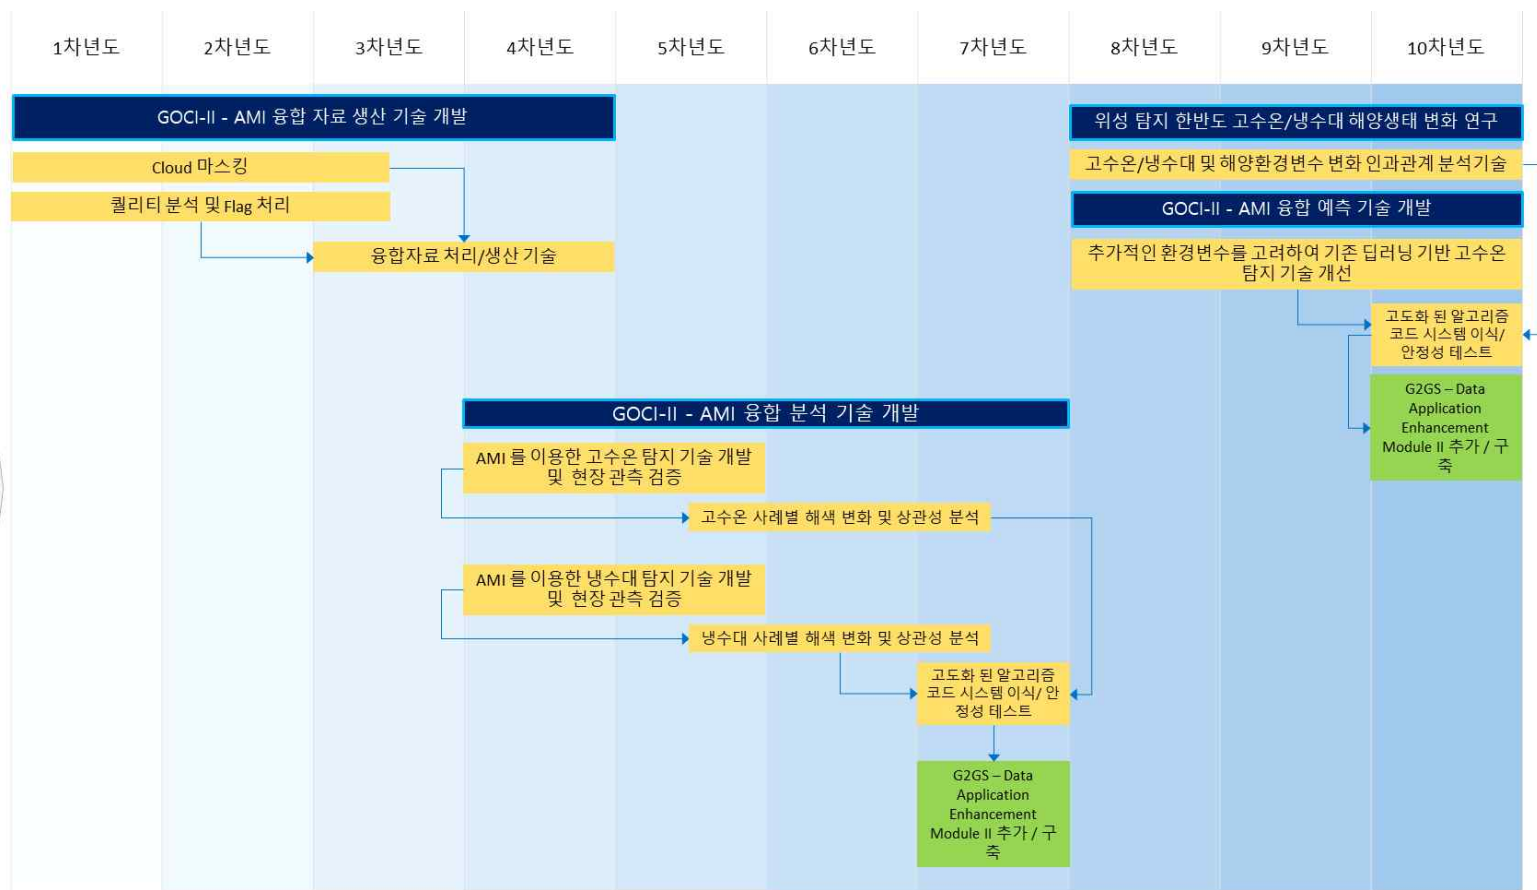 1차년도
2차년도
3차년도
4차년도
5차년도
6차년도
7차년도
8차년도
9차년도
10차년도
GOCI-II - AMI 융합 자료 생산 기술 개발
Cloud 마스킹
퀄리티 분석 및 Flag 처리
융합자료 처리/생산 기술
위성 탐지 한반도 고수온/냉수대 해양생태 변화 연구
고수온/냉수대 및 해양환경변수 변화 인과관계 분석기술
GOCI-II - AMI 융합 예측 기술 개발
추가적인 환경변수를 고려하여 기존 딥러닝 기반 고수온
탐지 기술 개선
고도화 된 알고리즘
코드 시스템 이식/
안정성 테스트
G2GS – Data
Application
Enhancement
Module II 추가 / 구
축
GOCI-II - AMI 융합 분석 기술 개발
AMI 를 이용한 고수온 탐지 기술 개발
및 현장 관측 검증
고수온 사례별 해색 변화 및 상관성 분석
AMI 를 이용한 냉수대 탐지 기술 개발
및 현장 관측 검증
냉수대 사례별 해색 변화 및 상관성 분석
고도화 된 알고리즘
코드 시스템 이식/ 안
정성 테스트
G2GS – Data
Application
Enhancement
Module II 추가 / 구
축